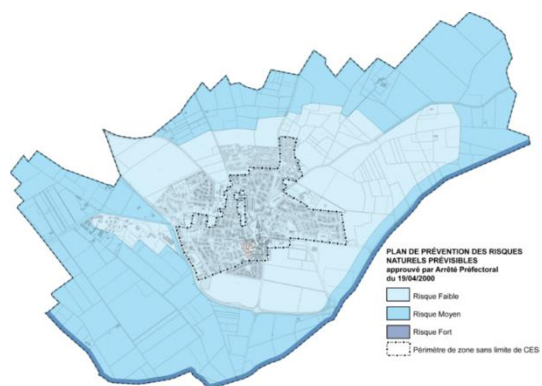 PLAN DE PRÉVENTION DES RISQUES
NATURELS PRÉVISIBLES
approuvé par Arrêté Préfectoral
du 19/04/2000
Risque Faible
Risque Moyen
Risque Fort
Périmètre de zone sans limite de CES